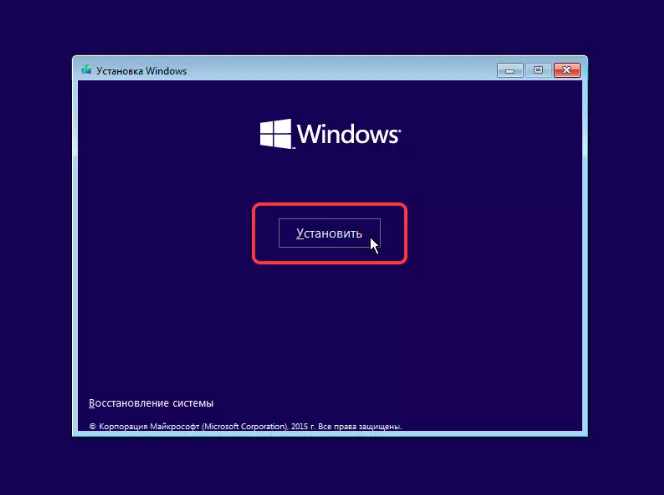 Установка Windows
Windows
Установить
Восстановление системы
© Корпорация Майкрософт (Microsoft Corporation), 2015 г. Все права защищены.